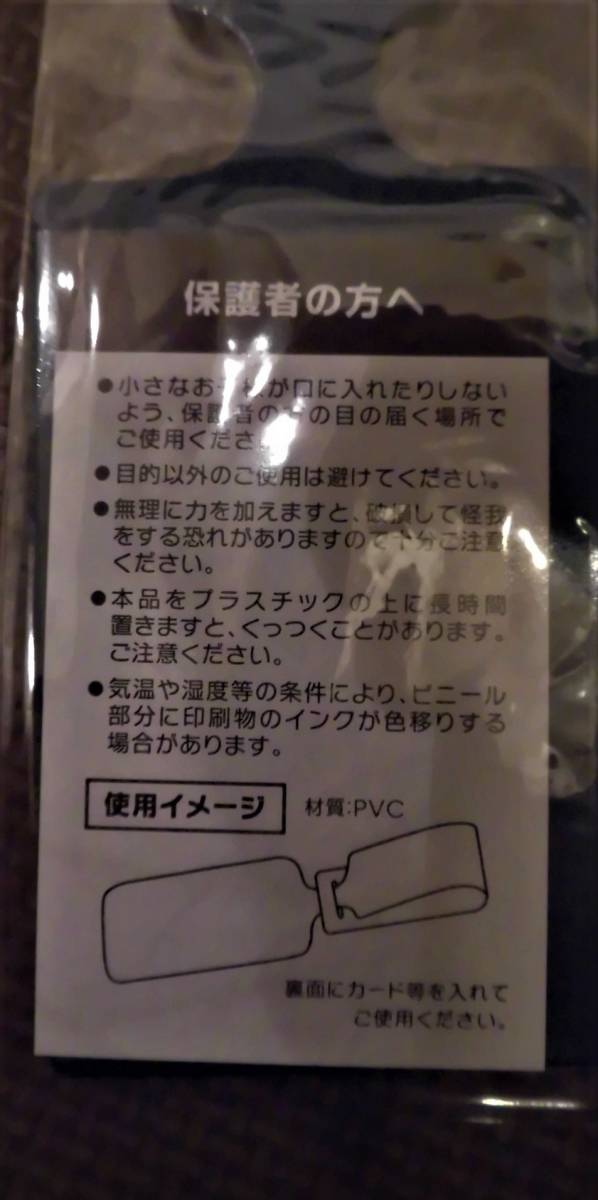 保護者の方へ
●小さなお子様が口に入れたりしない
よう、保護者の方の目の届く場所で
ご使用くださ
●目的以外のご使用は避けてください。
●無理に力を加えますと、破損して怪我
をする恐れがありますので十分ご注意
ください。
●本品をプラスチックの上に長時間
置きますと、くっつくことがあります。
ご注意ください。
●気温や湿度等の条件により、ビニール
部分に印刷物のインクが色移りする
場合があります。
使用イメージ 材質:PVC
裏面にカード等を入れて
ご使用ください。